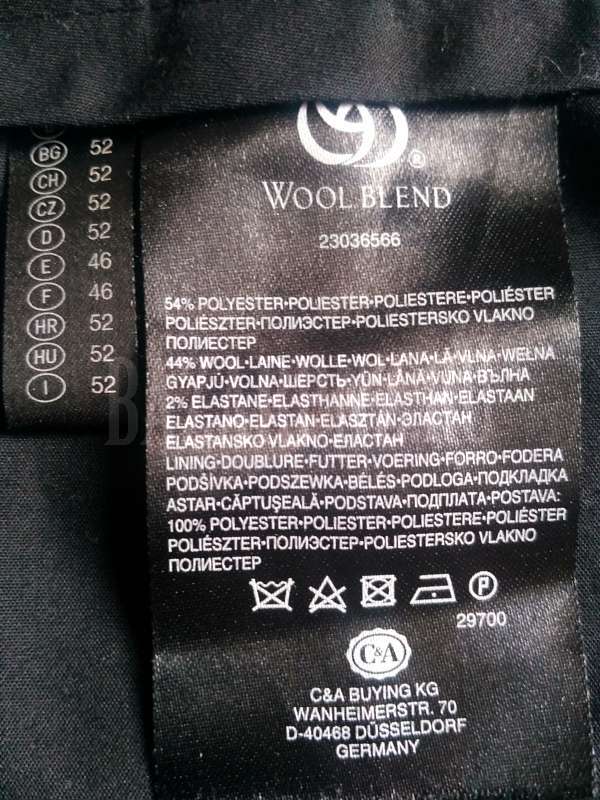 BG 52
CH 52
CZ 52
D 52
E 46
F 46
HR 52
HU 52
I 52
®
WOOL BLEND
23036566
54% POLYESTER•POLIESTER•POLIESTERE•POLIÉSTER
POLIÉSZTER•ПОЛИЭСТЕР•POLIESTERSKO VLAKNO
ПОЛИЕСТЕР
44% WOOL•LAINE•WOLLE•WOL•LANA•LÃ•VLNA•WEŁNA
GYAPJÚ•VOLNA•ШЕРСТЬ•YÜN•LÂNĂ•VUNA•ВЪЛНА
2% ELASTANE•ELASTHANNE•ELASTHAN•ELASTAAN
ELASTANO•ELASTAN•ELASZTÁN•ЭЛАСТАН
ELASTANSKO VLAKNO•ЕЛАСТАН
LINING•DOUBLURE•FUTTER•VOERING•FORRO•FODERA
PODŠÍVKA•PODSZEWKA•BÉLÉS•PODLOGA•ПОДКЛАДКА
ASTAR•CĂPTUŞEALĂ•PODSTAVA•ПОДПЛАТА•POSTAVA:
100% POLYESTER•POLIESTER•POLIESTERE•POLIÉSTER
POLIÉSZTER•ПОЛИЭСТЕР•POLIESTERSKO VLAKNO
ПОЛИЕСТЕР
P
29700
C&A
C&A BUYING KG
WANHEIMERSTR. 70
D-40468 DÜSSELDORF
GERMANY